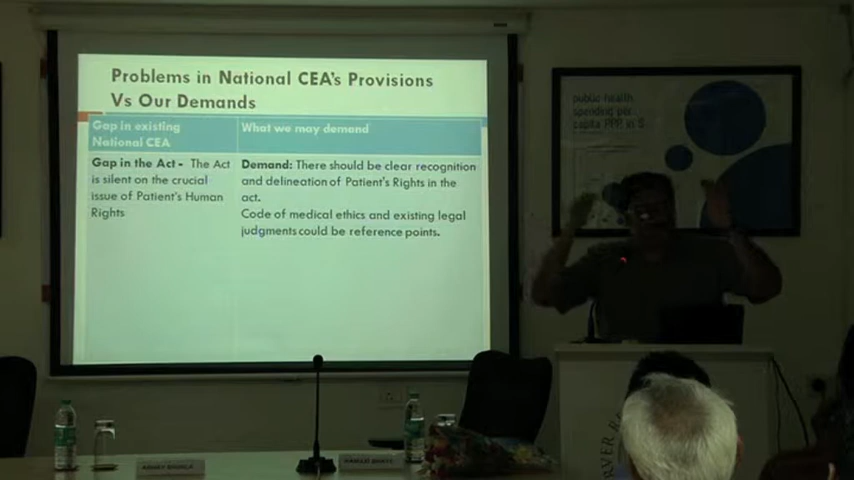 Problems in National CEA's Provisions
Vs Our Demands
Gap in existing
National CEA
What we may demand
Gap in the Act - The Act
is silent on the crucial
issue of Patient's Human
Rights
Demand: There should be clear recognition
and delineation of Patient's Rights in the
act.
Code of medical ethics and existing legal
judgments could be reference points.
public health
spending per
capita PPP, in $